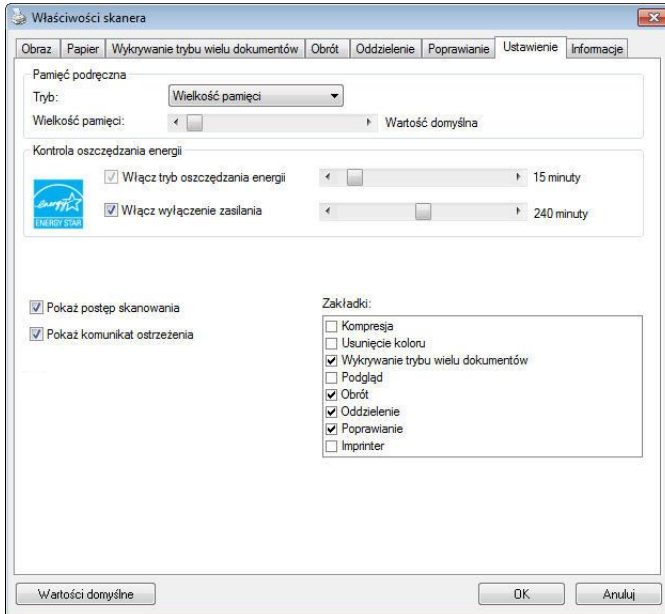 Właściwości skanera
Obraz Papier Wykrywanie trybu wielu dokumentów Obrót Oddzielenie Poprawianie Ustawienie Informacje
Pamięć podręczna
Tryb: Wielkość pamięci
Wielkość pamięci: Wartość domyślna
Kontrola oszczędzania energii
energy
ENERGY STAR
Włącz tryb oszczędzania energii 15 minuty
Włącz wyłączenie zasilania 240 minuty
Pokaż postęp skanowania
Pokaż komunikat ostrzeżenia
Zakładki:
Kompresja
Usunięcie koloru
Wykrywanie trybu wielu dokumentów
Podgląd
Obrót
Oddzielenie
Poprawianie
Imprinter
Wartości domyślne OK Anuluj